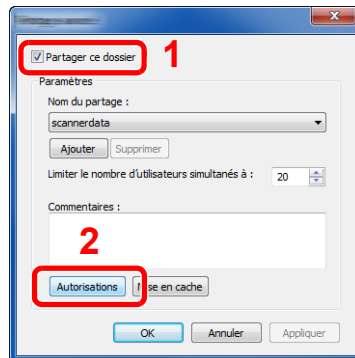 Partager ce dossier
1
Paramètres
Nom du partage :
scannerdata
Ajouter Supprimer
Limiter le nombre d'utilisateurs simultanés à : 20
Commentaires :
2
Autorisations Mise en cache
OK Annuler Appliquer